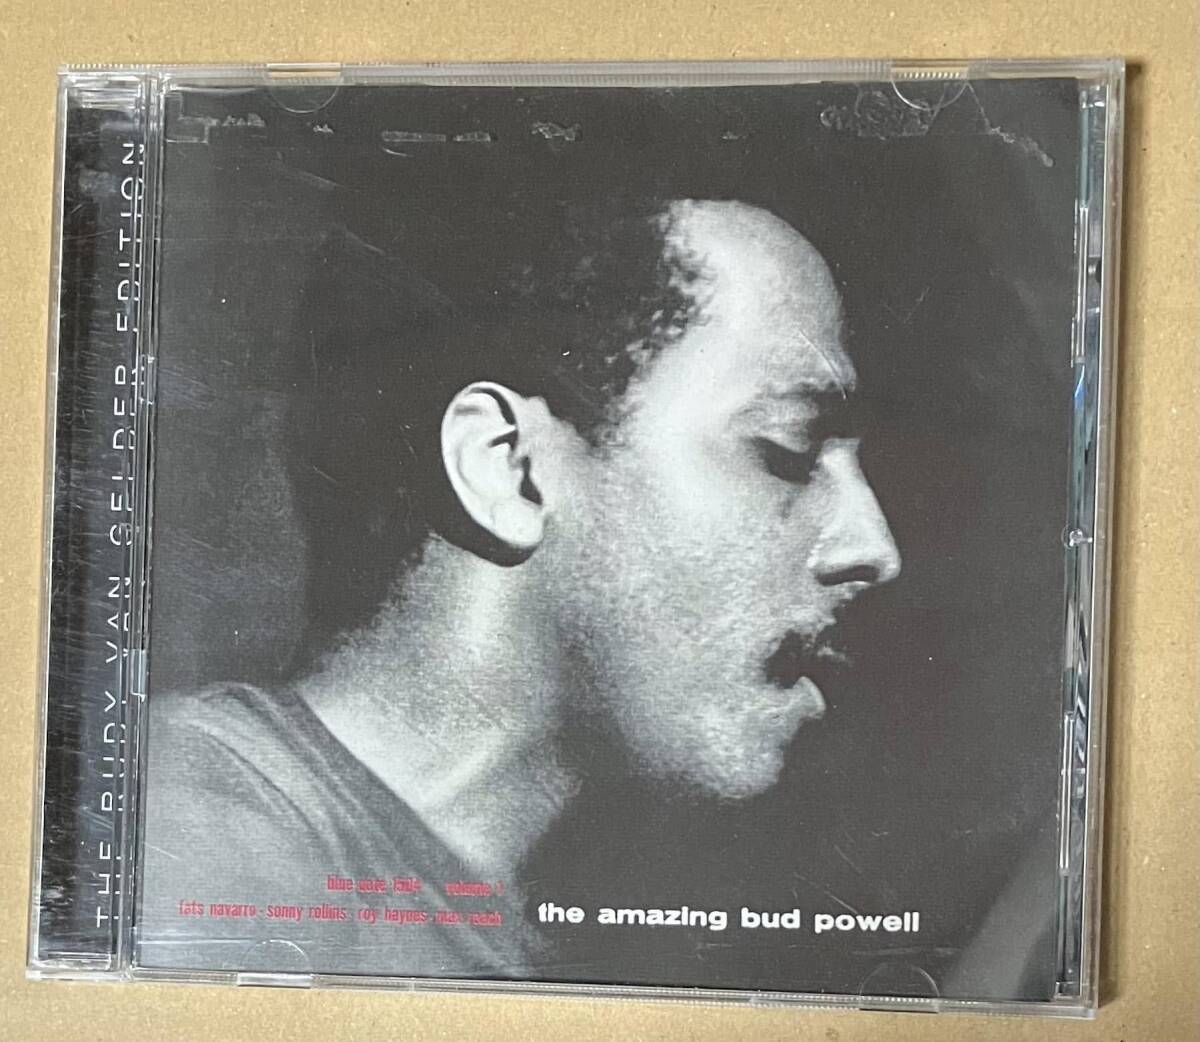 THE RUDY VAN GELDER EDITION
blue note 1504 volume 1
fats navarro · sonny rollins · roy haynes · max roach
the amazing bud powell